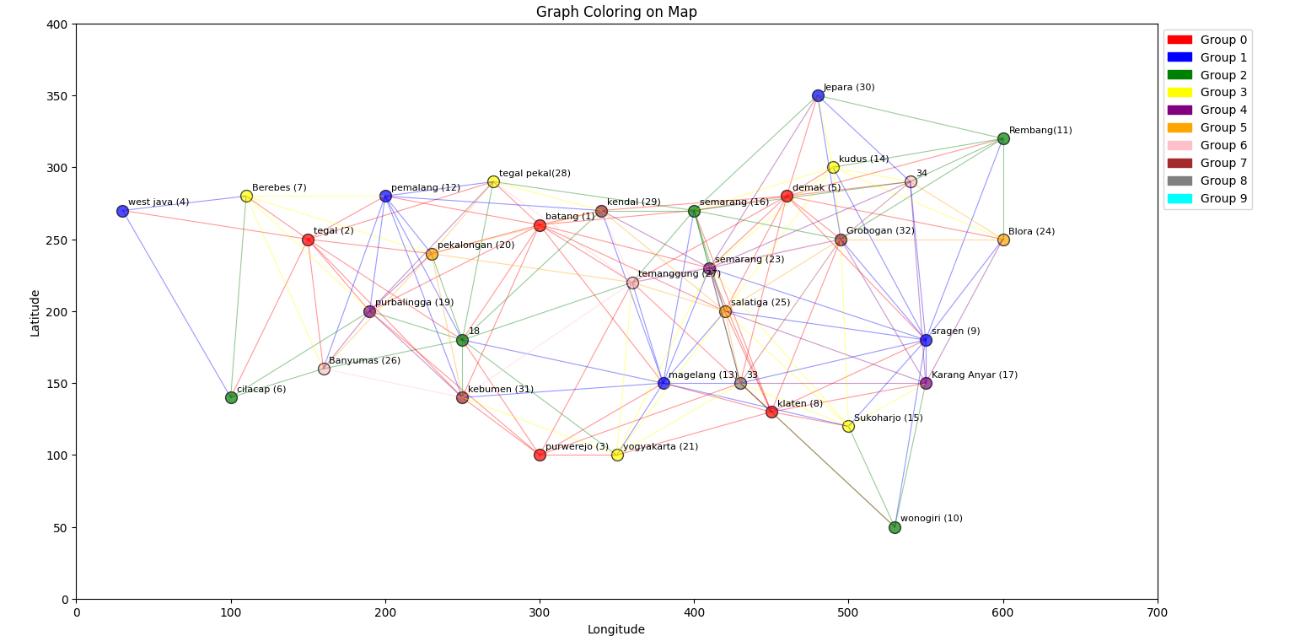 Graph Coloring on Map
400
350
300
250
200
150
100
50
0
Latitude
0
100
200
300
400
500
600
700
Longitude
Jepara (30)
Rembang(11)
kudus (14)
tegal pekal(28)
34
Berebes (7)
pemalang (12)
demak (5)
west java (4)
kendal (29)
semarang (16)
batang (1)
tegal (2)
Grobogan (32)
Blora (24)
pekalongan (20)
semarang (23)
temanggung (27)
purbalingga (19)
salatiga (25)
18
sragen (9)
Banyumas (26)
magelang (13)
33
Karang Anyar (17)
cilacap (6)
kebumen (31)
klaten (8)
Sukoharjo (15)
purwerejo (3)
yogyakarta (21)
wonogiri (10)
Group 0
Group 1
Group 2
Group 3
Group 4
Group 5
Group 6
Group 7
Group 8
Group 9